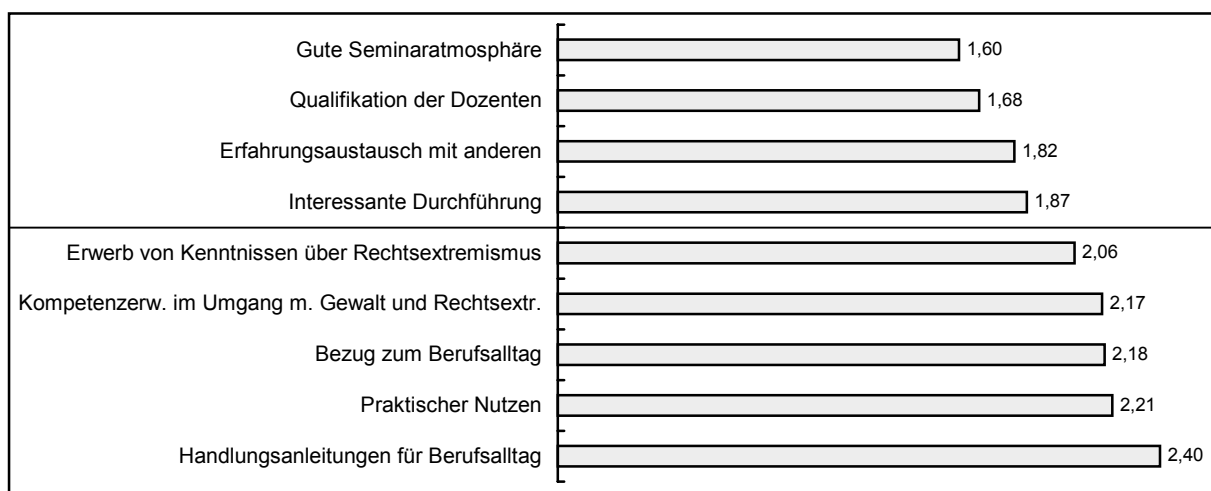 Gute Seminaratmosphäre 1,60
Qualifikation der Dozenten 1,68
Erfahrungsaustausch mit anderen 1,82
Interessante Durchführung 1,87
Erwerb von Kenntnissen über Rechtsextremismus 2,06
Kompetenzerw. im Umgang m. Gewalt und Rechtsextr. 2,17
Bezug zum Berufsalltag 2,18
Praktischer Nutzen 2,21
Handlungsanleitungen für Berufsalltag 2,40